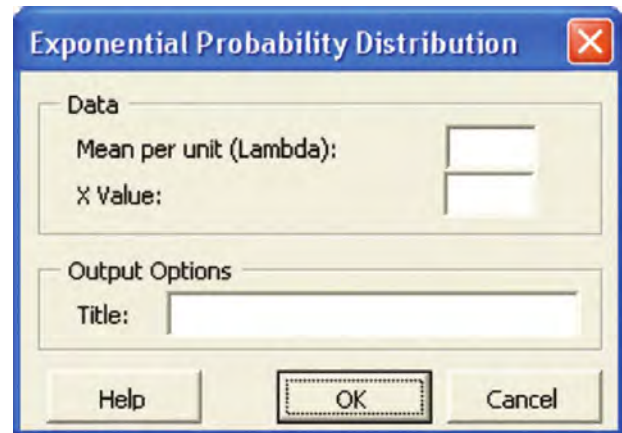 Exponential Probability Distribution
Data
Mean per unit (Lambda):
X Value:
Output Options
Title:
Help OK Cancel